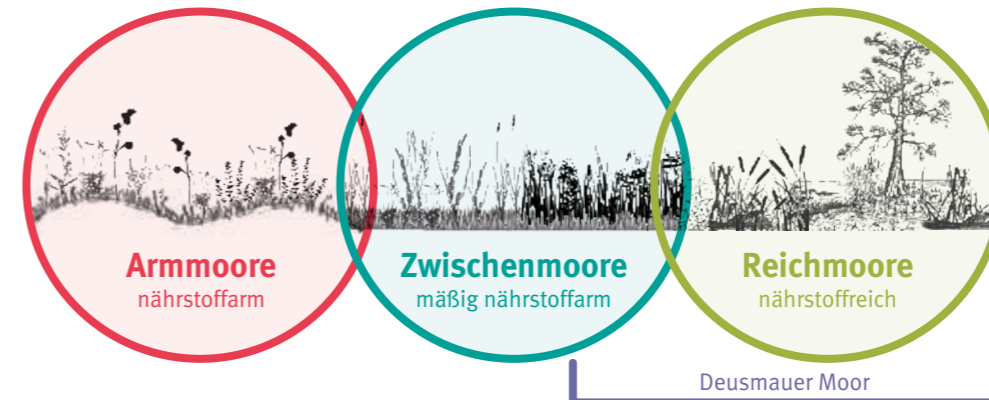 Armmoore
nährstoffarm
Zwischenmoore
mäßig nährstoffarm
Reichmoore
nährstoffreich
Deusmauer Moor